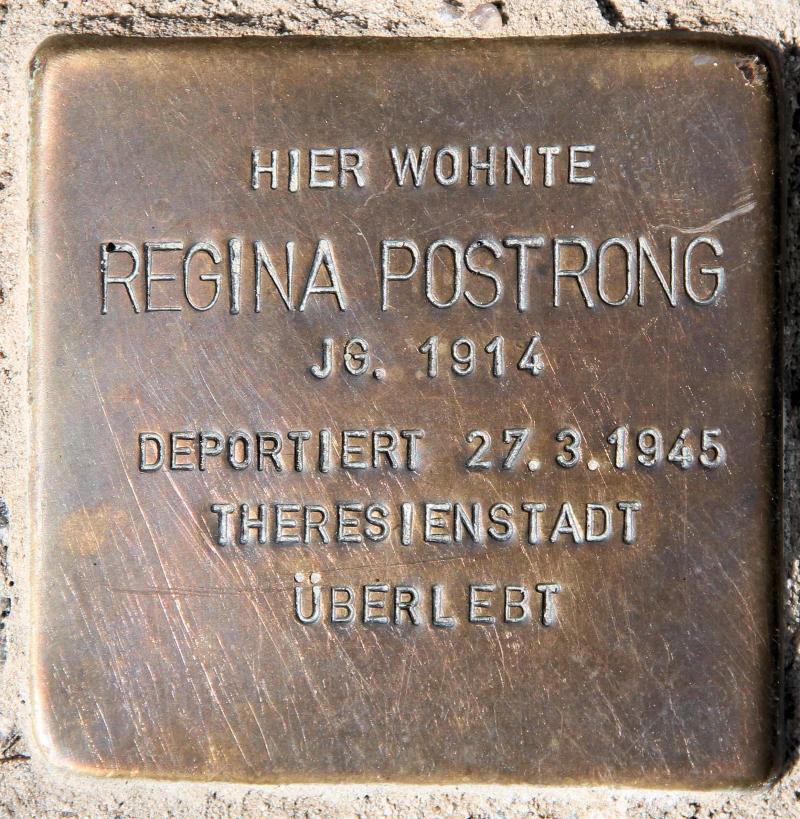 HIER WOHNTE
REGINA POSTRONG
JG. 1914
DEPORTIERT 27.3.1945
THERESIENSTADT
ÜBERLEBT